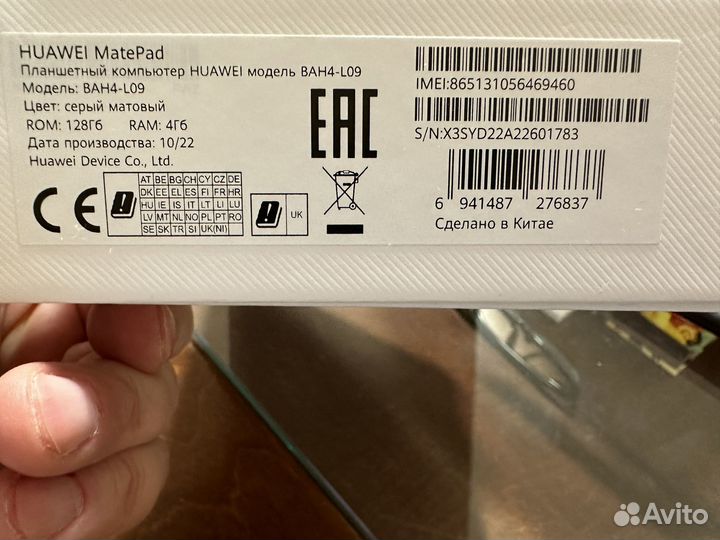 HUAWEI MatePad
Планшетный компьютер HUAWEI модель BAH4-L09
Модель: BAH4-L09
Цвет: серый матовый
ROM: 128Гб RAM: 4Гб
Дата производства: 10/22
Huawei Device Co., Ltd.
CE
AT BE BG CH CY CZ DE
DK EE EL ES FI FR HR
HU IE IS IT LT LI LU
LV MT NL NO PL PT RO
SE SK TR SI UK(NI)
UK
EAC
IMEI:865131056469460
S/N:X3SYD22A22601783
6 941487 276837
Сделано в Китае
Avito